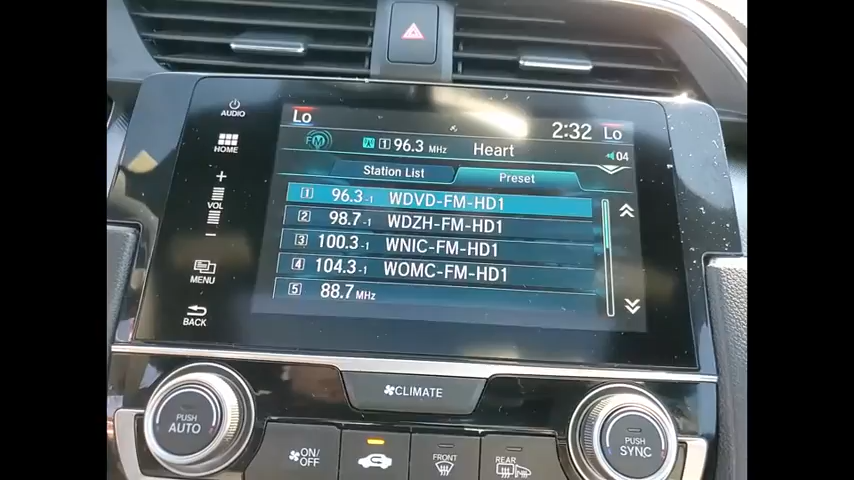 AUDIO
HOME
+
VOL
−
MENU
BACK
Lo
2:32
Lo
FM
1 96.3 MHz
Heart
04
Station List
Preset
1 96.3-1 WDVD-FM-HD1
2 98.7-1 WDZH-FM-HD1
3 100.3-1 WNIC-FM-HD1
4 104.3-1 WOMC-FM-HD1
5 88.7 MHz
CLIMATE
PUSH
AUTO
ON/
OFF
FRONT
REAR
PUSH
SYNC